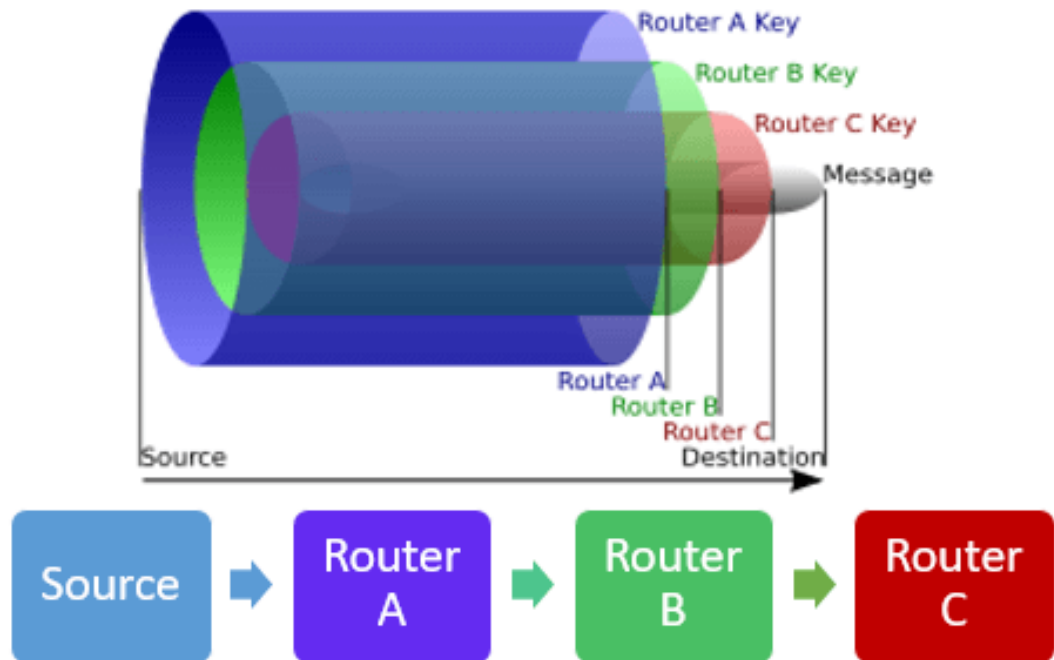 Router A Key
Router B Key
Router C Key
Message
Router A
Router B
Router C
Source
Destination
Source
Router
A
Router
B
Router
C